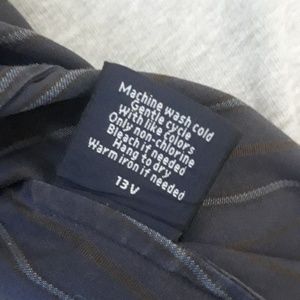 Machine wash cold
Gentle cycle
With like colors
Only non-chlorine
Bleach if needed
Hang to dry
Warm iron if needed
13V